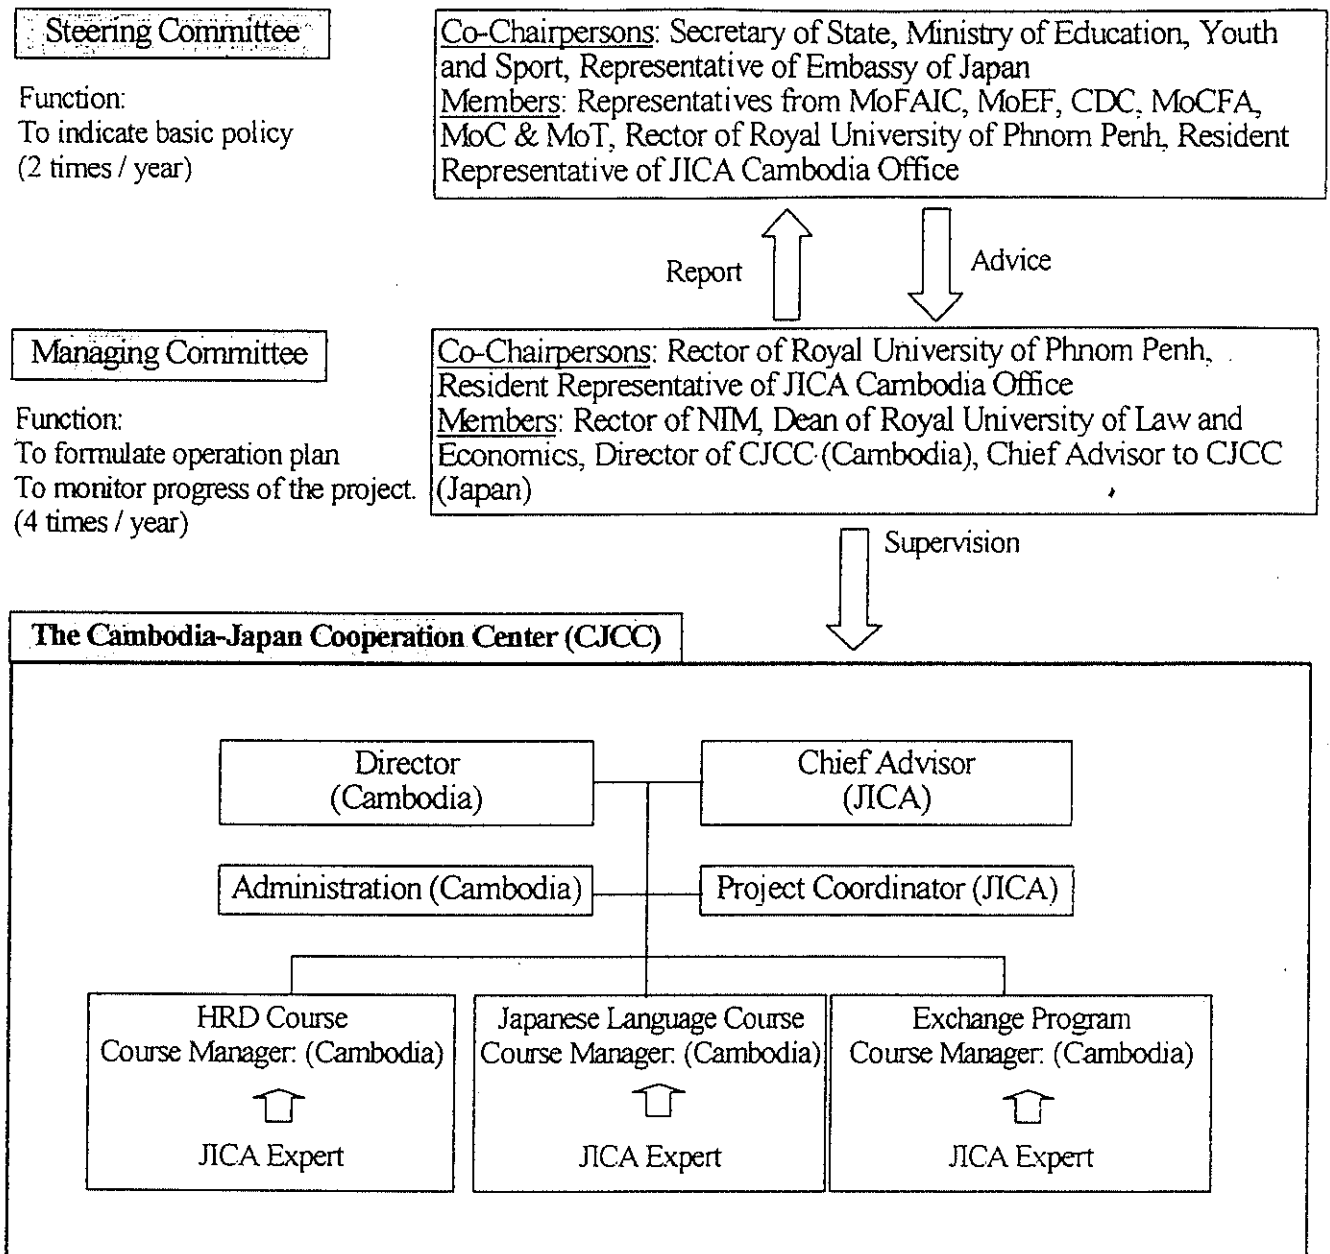 Steering Committee
Function:
To indicate basic policy
(2 times / year)
Co-Chairpersons: Secretary of State, Ministry of Education, Youth
and Sport, Representative of Embassy of Japan
Members: Representatives from MoFAIC, MoEF, CDC, MoCFA,
MoC & MoT, Rector of Royal University of Phnom Penh, Resident
Representative of JICA Cambodia Office
Report
Advice
Managing Committee
Function:
To formulate operation plan
To monitor progress of the project.
(4 times / year)
Co-Chairpersons: Rector of Royal University of Phnom Penh,
Resident Representative of JICA Cambodia Office
Members: Rector of NIM, Dean of Royal University of Law and
Economics, Director of CJCC (Cambodia), Chief Advisor to CJCC
(Japan)
Supervision
The Cambodia-Japan Cooperation Center (CJCC)
Director
(Cambodia)
Chief Advisor
(JICA)
Administration (Cambodia)
Project Coordinator (JICA)
HRD Course
Course Manager: (Cambodia)
JICA Expert
Japanese Language Course
Course Manager: (Cambodia)
JICA Expert
Exchange Program
Course Manager: (Cambodia)
JICA Expert